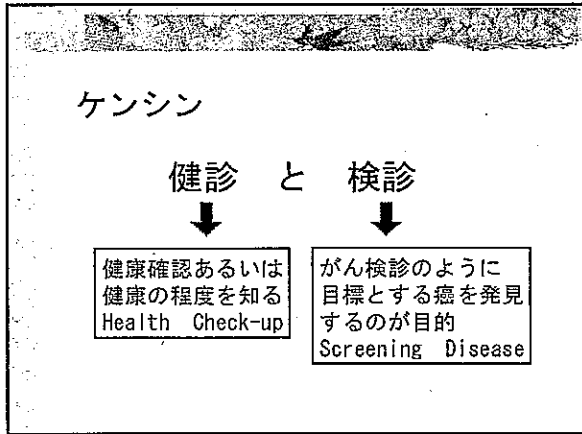 ケンシン
健診 と 検診
健康確認あるいは
健康の程度を知る
Health Check-up
がん検診のように
目標とする癌を発見
するのが目的
Screening Disease